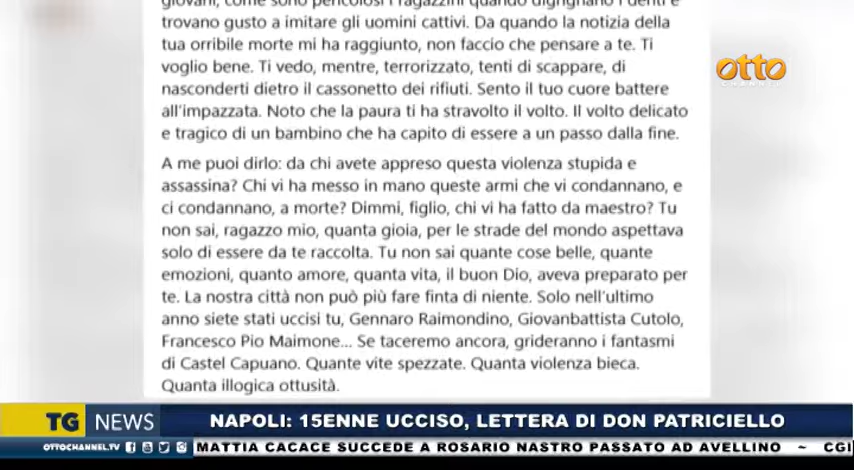 giovani, come sono pericolosi i ragazzini quando digrignano i denti e
trovano gusto a imitare gli uomini cattivi. Da quando la notizia della
tua orribile morte mi ha raggiunto, non faccio che pensare a te. Ti
voglio bene. Ti vedo, mentre, terrorizzato, tenti di scappare, di
nasconderti dietro il cassonetto dei rifiuti. Sento il tuo cuore battere
all'impazzata. Noto che la paura ti ha stravolto il volto. Il volto delicato
e tragico di un bambino che ha capito di essere a un passo dalla fine.
A me puoi dirlo: da chi avete appreso questa violenza stupida e
assassina? Chi vi ha messo in mano queste armi che vi condannano, e
ci condannano, a morte? Dimmi, figlio, chi vi ha fatto da maestro? Tu
non sai, ragazzo mio, quanta gioia, per le strade del mondo aspettava
solo di essere da te raccolta. Tu non sai quante cose belle, quante
emozioni, quanto amore, quanta vita, il buon Dio, aveva preparato per
te. La nostra città non può più fare finta di niente. Solo nell'ultimo
anno siete stati uccisi tu, Gennaro Raimondino, Giovanbattista Cutolo,
Francesco Pio Maimone... Se taceremo ancora, grideranno i fantasmi
di Castel Capuano. Quante vite spezzate. Quanta violenza bieca.
Quanta illogica ottusità.
otto
CHANNEL
TG NEWS
NAPOLI: 15ENNE UCCISO, LETTERA DI DON PATRICIELLO
OTTOCHANNEL.TV
MATTIA CACACE SUCCEDE A ROSARIO NASTRO PASSATO AD AVELLINO ~ CGI